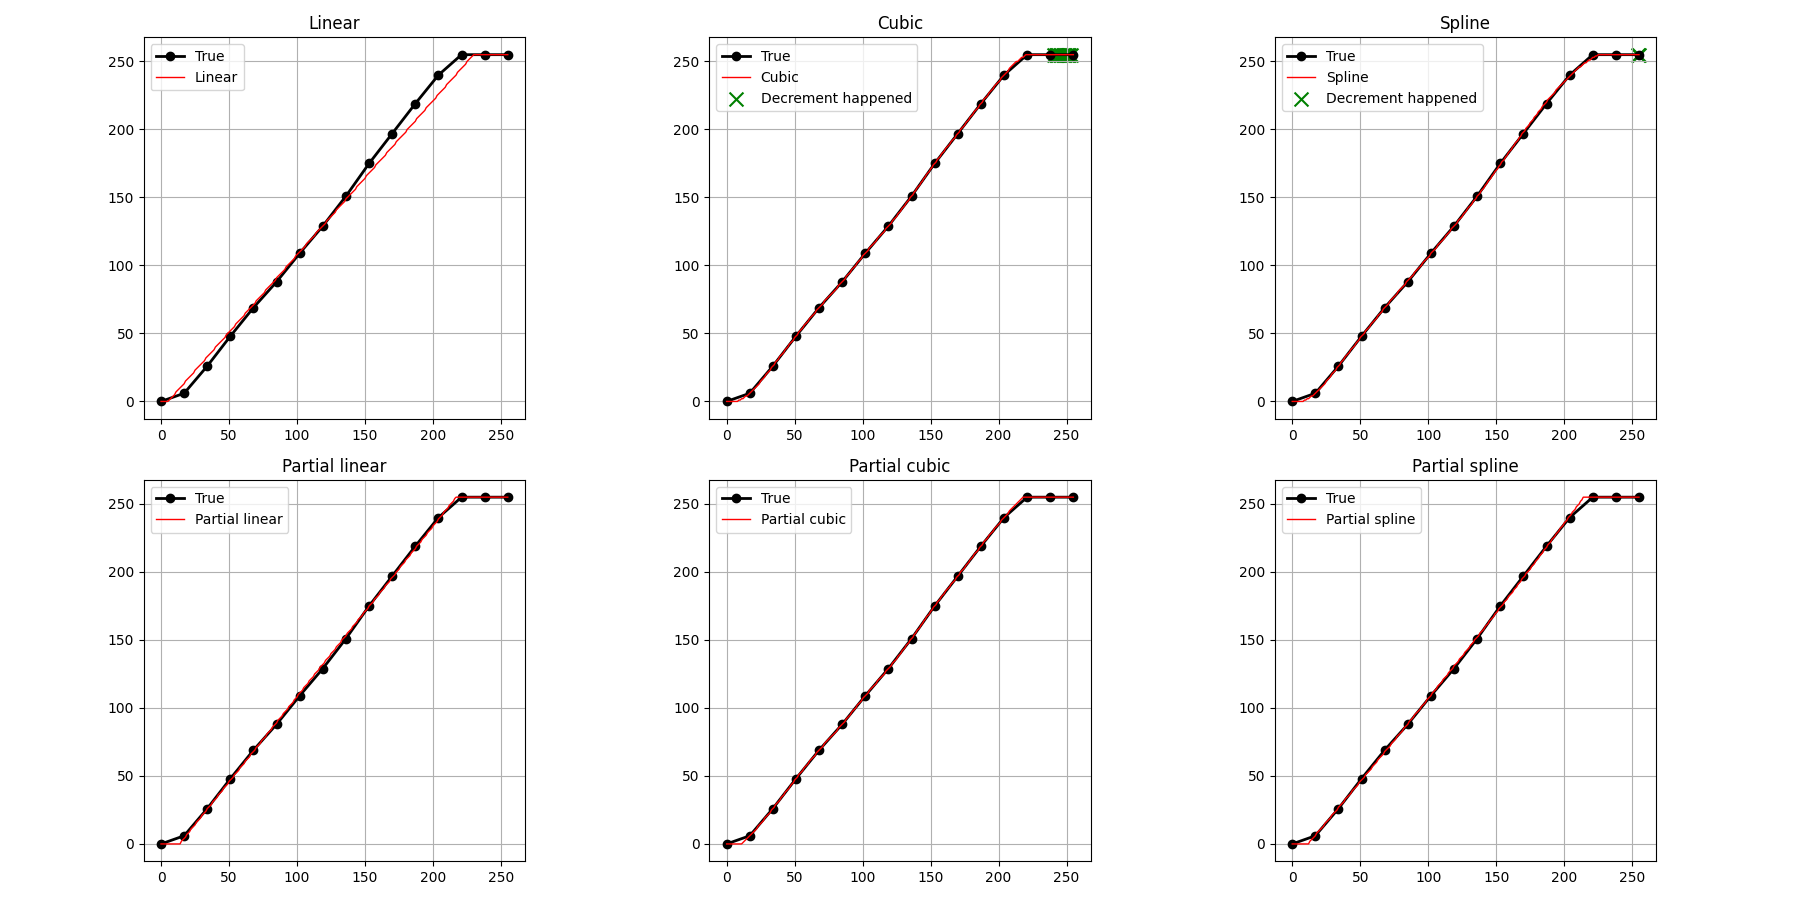 Linear
True
Linear
250
200
150
100
50
0
0 50 100 150 200 250
Cubic
True
Cubic
Decrement happened
250
200
150
100
50
0
0 50 100 150 200 250
Spline
True
Spline
Decrement happened
250
200
150
100
50
0
0 50 100 150 200 250
Partial linear
True
Partial linear
250
200
150
100
50
0
0 50 100 150 200 250
Partial cubic
True
Partial cubic
250
200
150
100
50
0
0 50 100 150 200 250
Partial spline
True
Partial spline
250
200
150
100
50
0
0 50 100 150 200 250